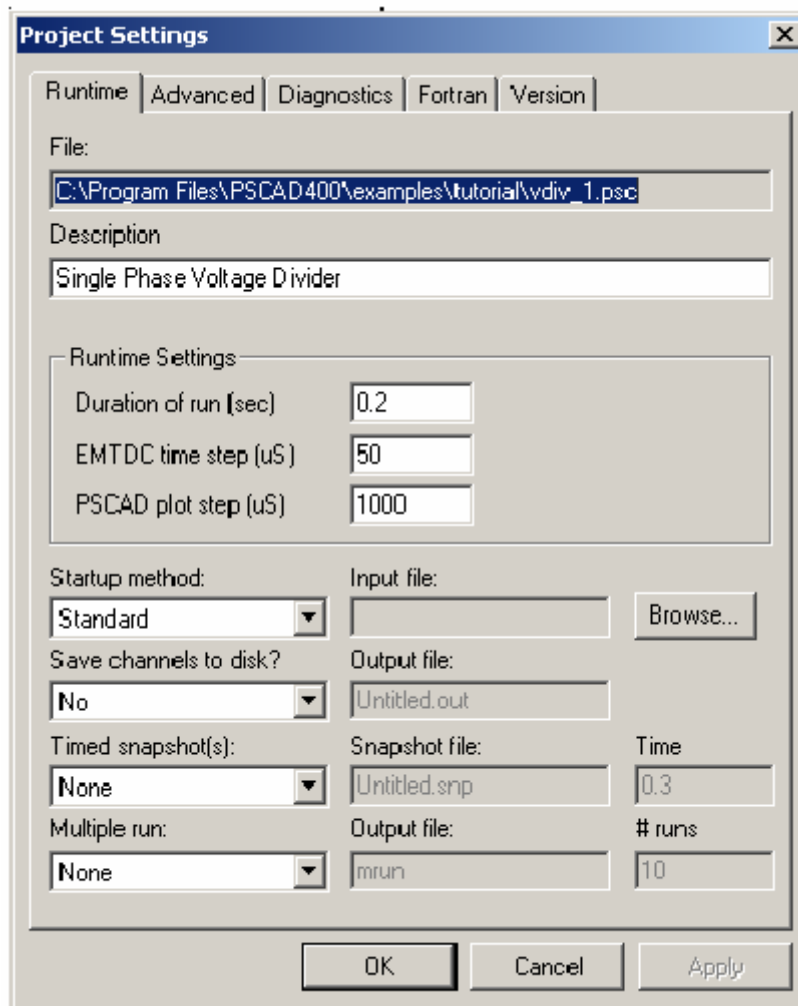 Project Settings
Runtime Advanced Diagnostics Fortran Version
File:
C:\Program Files\PSCAD400\examples\tutorial\vdiv_1.psc
Description
Single Phase Voltage Divider
Runtime Settings
Duration of run (sec) 0.2
EMTDC time step (uS) 50
PSCAD plot step (uS) 1000
Startup method: Input file:
Standard Browse...
Save channels to disk? Output file:
No Untitled.out
Timed snapshot(s): Snapshot file: Time
None Untitled.snp 0.3
Multiple run: Output file: # runs
None mrun 10
OK Cancel Apply